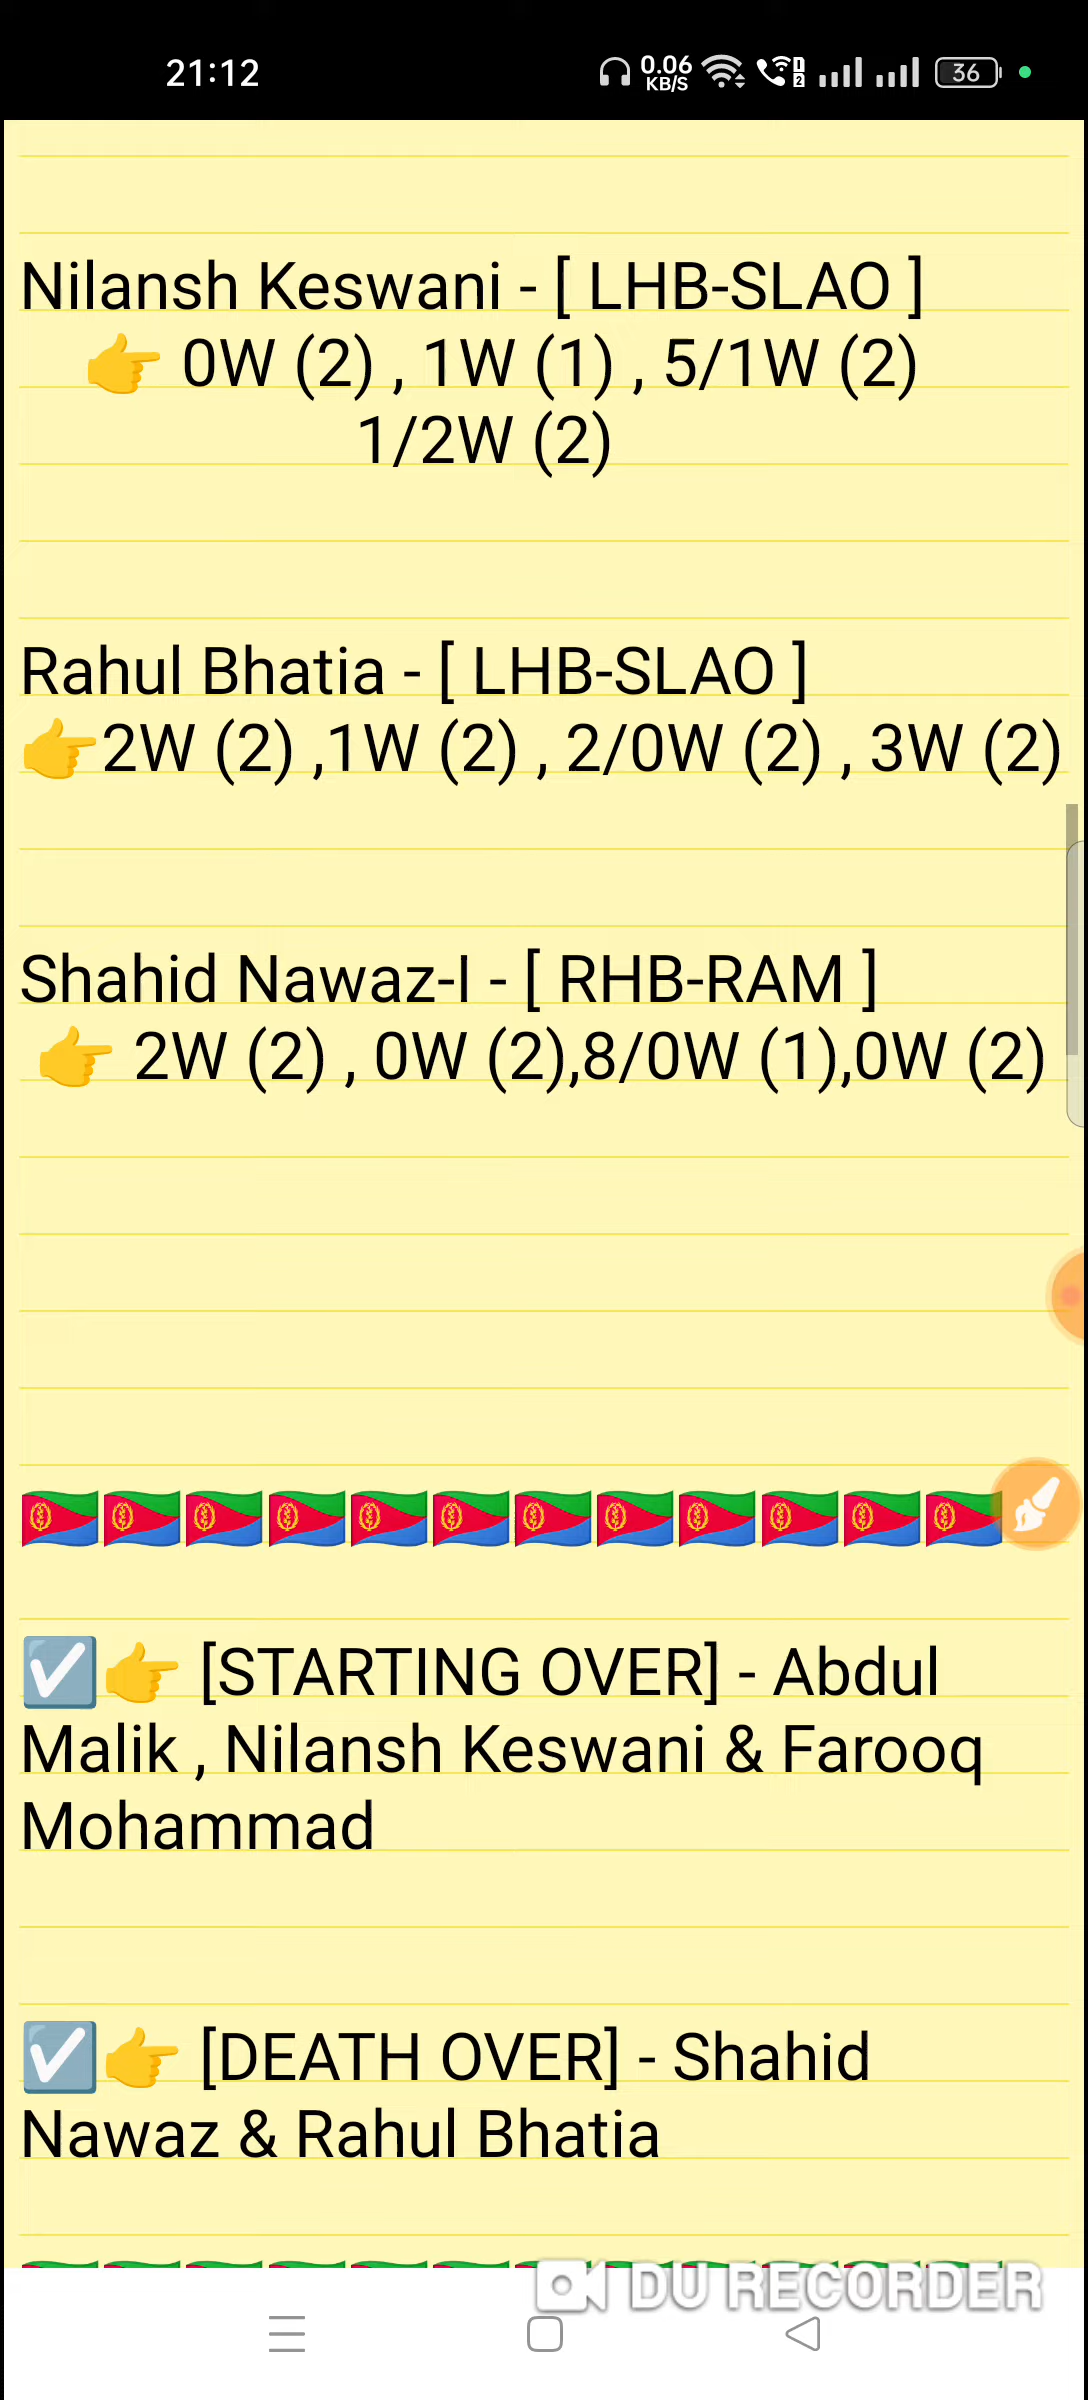 21:12 0.06 KB/S 1 2 36
Nilansh Keswani - [ LHB-SLAO ]
👉 0W (2) , 1W (1) , 5/1W (2)
1/2W (2)
Rahul Bhatia - [ LHB-SLAO ]
👉2W (2) ,1W (2) , 2/0W (2) , 3W (2)
Shahid Nawaz-I - [ RHB-RAM ]
👉 2W (2) , 0W (2),8/0W (1),0W (2)
🇪🇷🇪🇷🇪🇷🇪🇷🇪🇷🇪🇷🇪🇷🇪🇷🇪🇷🇪🇷🇪🇷🇪🇷
☑️👉 [STARTING OVER] - Abdul
Malik , Nilansh Keswani & Farooq
Mohammad
☑️👉 [DEATH OVER] - Shahid
Nawaz & Rahul Bhatia
DU RECORDER